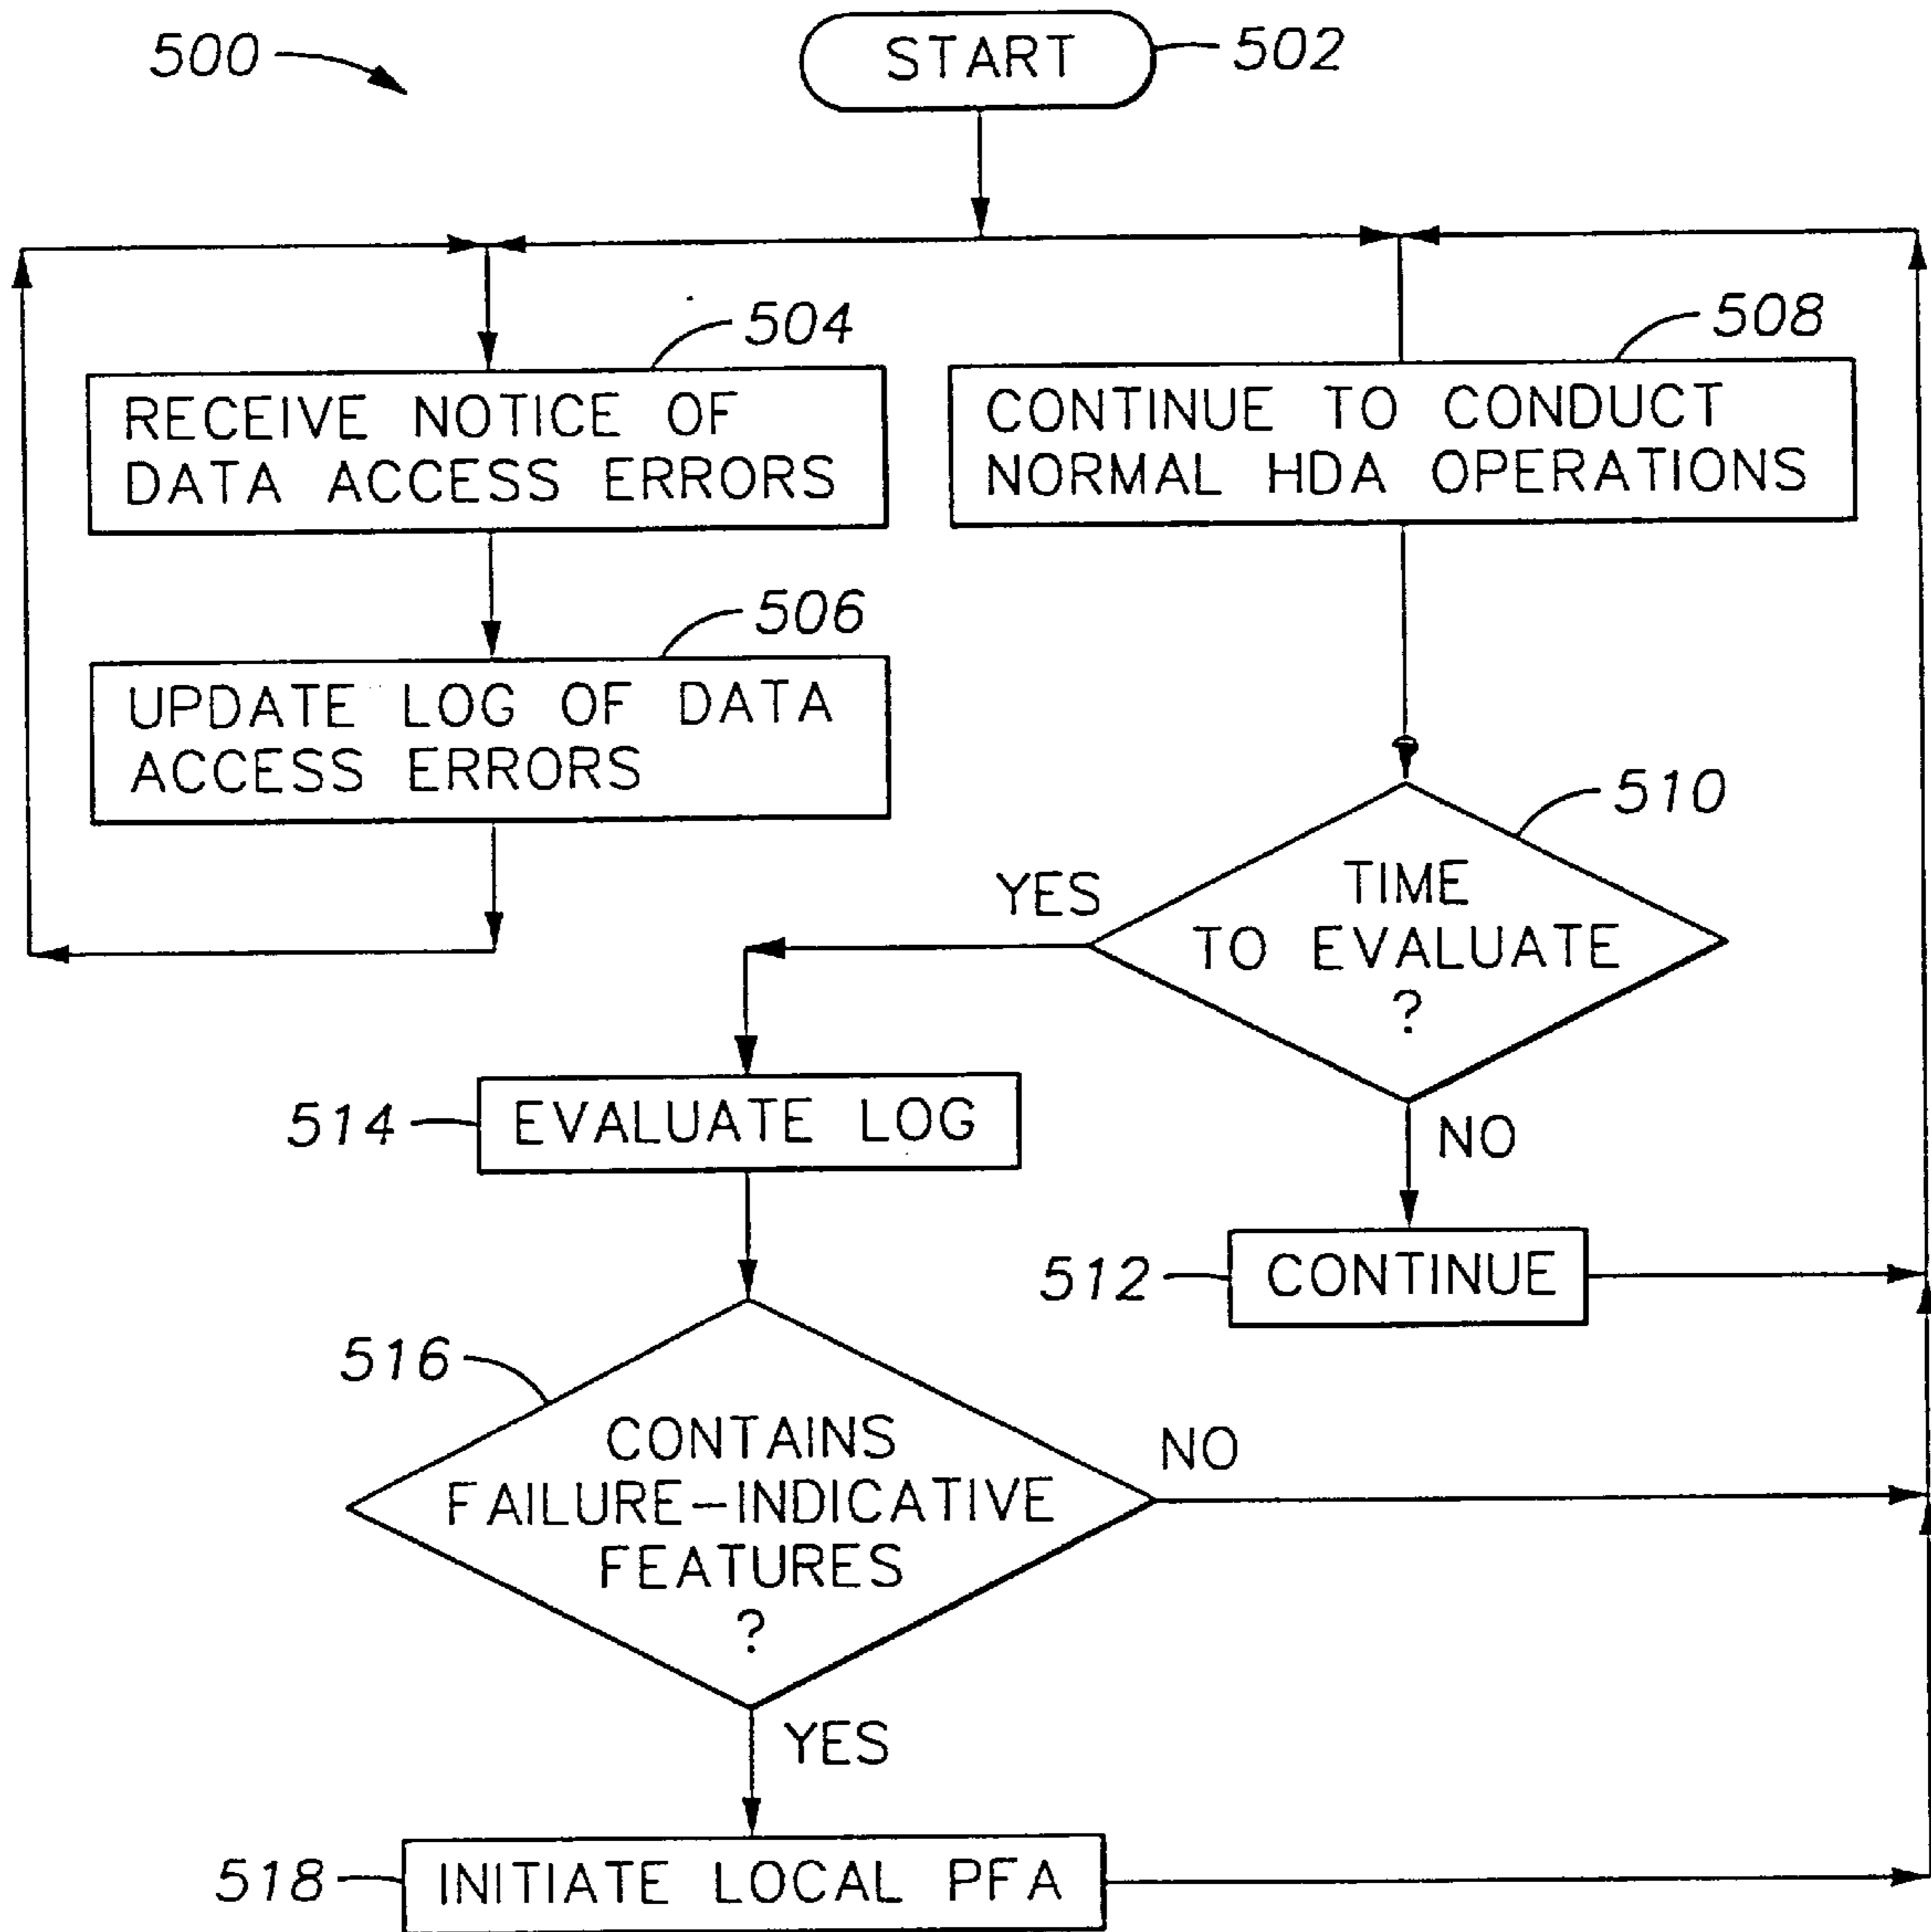 500
START
502
504
RECEIVE NOTICE OF
DATA ACCESS ERRORS
508
CONTINUE TO CONDUCT
NORMAL HDA OPERATIONS
506
UPDATE LOG OF DATA
ACCESS ERRORS
510
TIME
TO EVALUATE
?
YES
NO
514
EVALUATE LOG
512
CONTINUE
516
CONTAINS
FAILURE-INDICATIVE
FEATURES
?
NO
YES
518
INITIATE LOCAL PFA